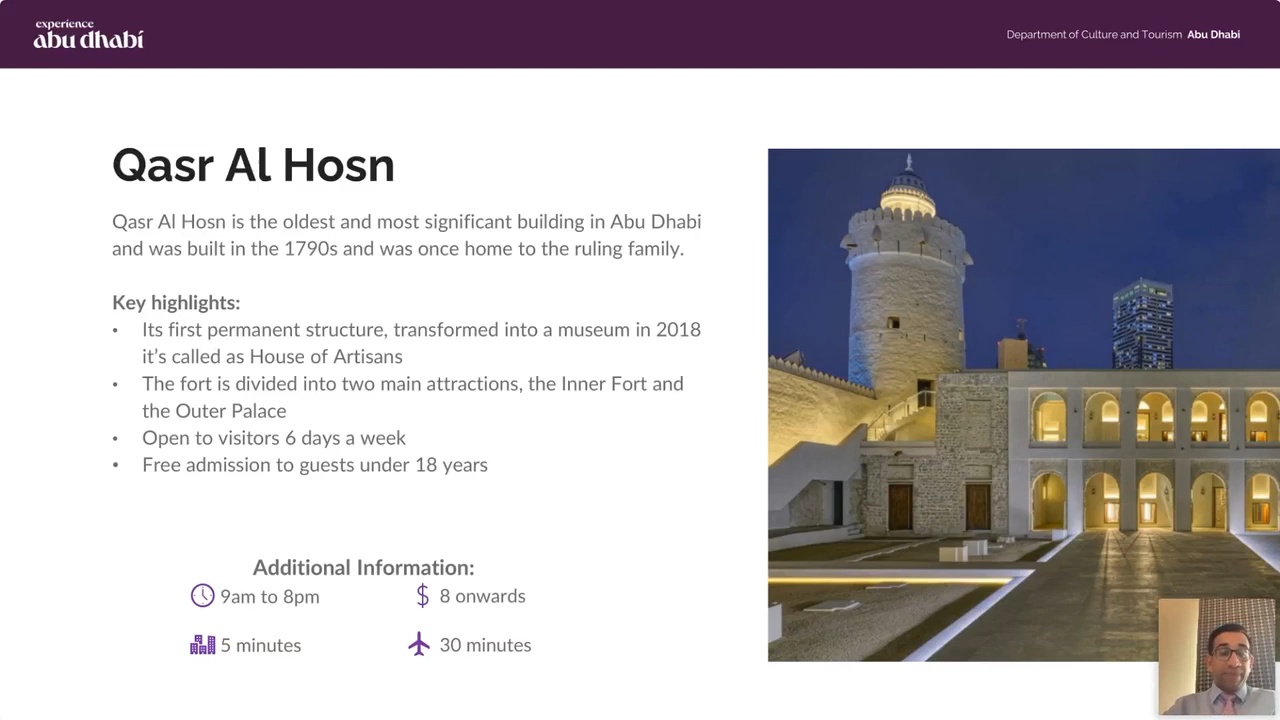 experience
abu dhabi
Department of Culture and Tourism Abu Dhabi
Qasr Al Hosn
Qasr Al Hosn is the oldest and most significant building in Abu Dhabi
and was built in the 1790s and was once home to the ruling family.
Key highlights:
• Its first permanent structure, transformed into a museum in 2018
it’s called as House of Artisans
• The fort is divided into two main attractions, the Inner Fort and
the Outer Palace
• Open to visitors 6 days a week
• Free admission to guests under 18 years
Additional Information:
9am to 8pm
$ 8 onwards
5 minutes
30 minutes